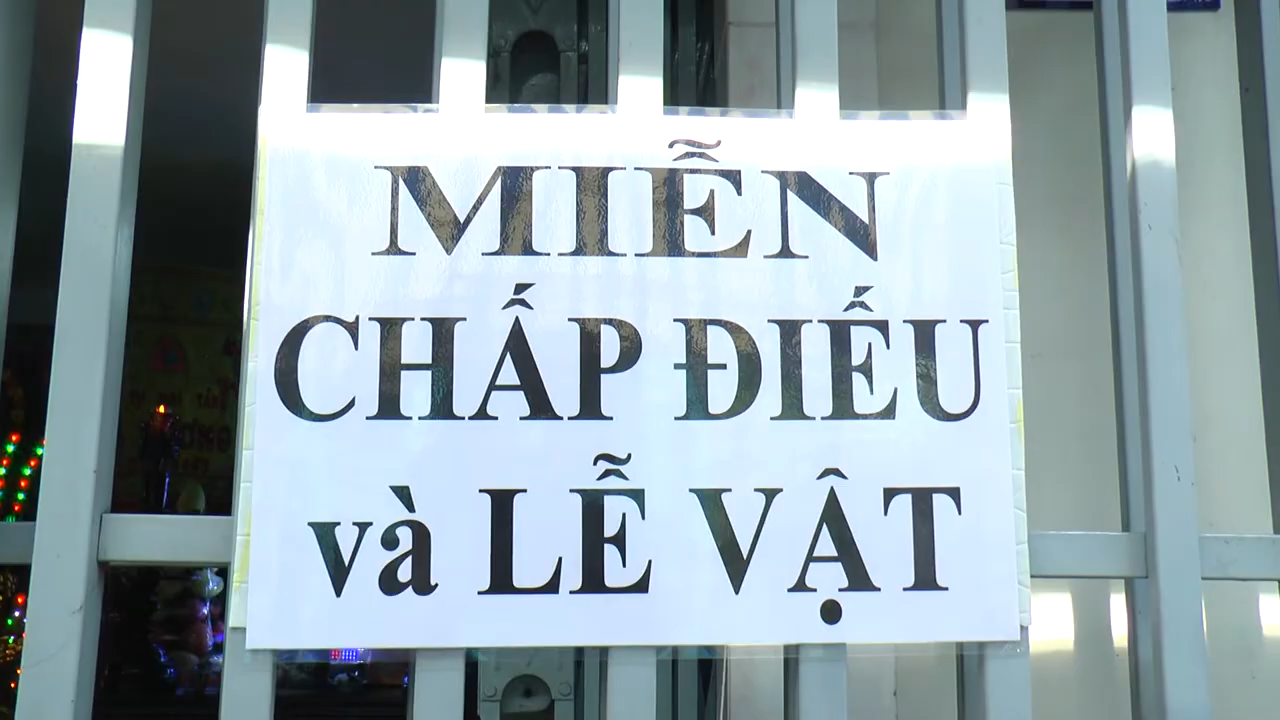 MIỄN
CHẤP ĐIẾU
và LỄ VẬT